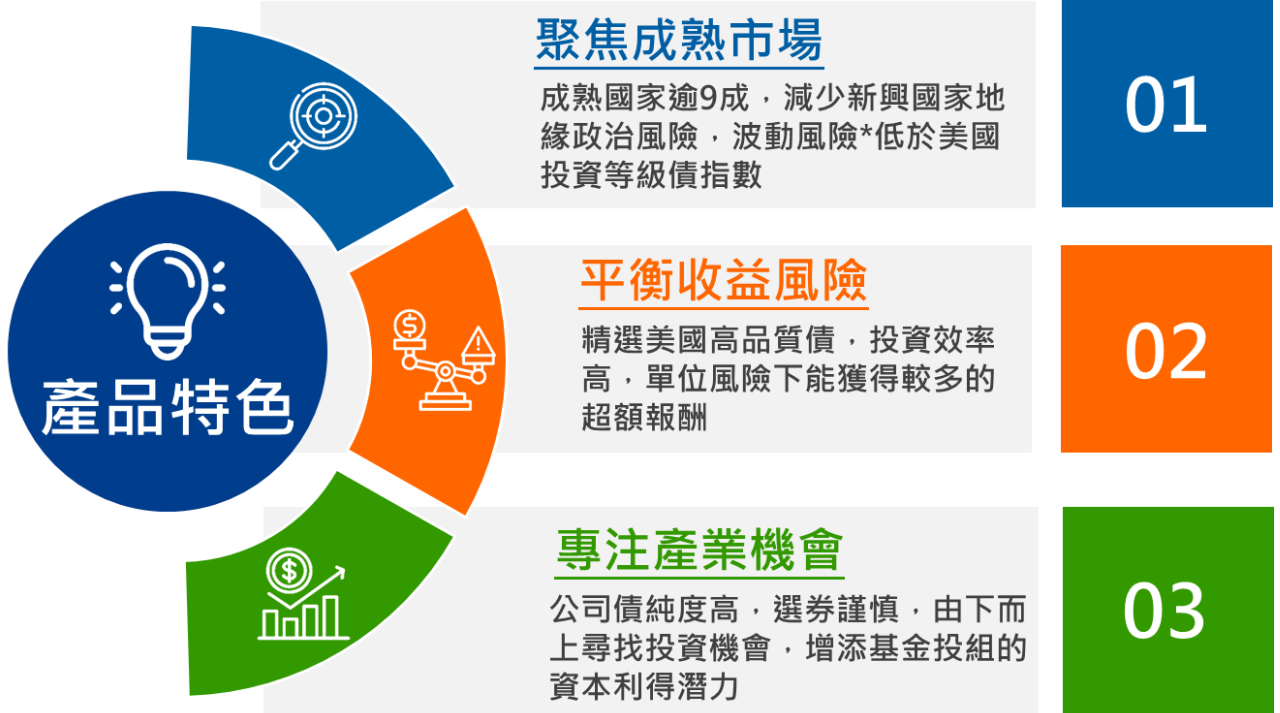 產品特色
聚焦成熟市場
成熟國家逾9成，減少新興國家地
緣政治風險，波動風險*低於美國
投資等級債指數
01
平衡收益風險
精選美國高品質債，投資效率
高，單位風險下能獲得較多的
超額報酬
02
專注產業機會
公司債純度高，選券謹慎，由下而
上尋找投資機會，增添基金投組的
資本利得潛力
03